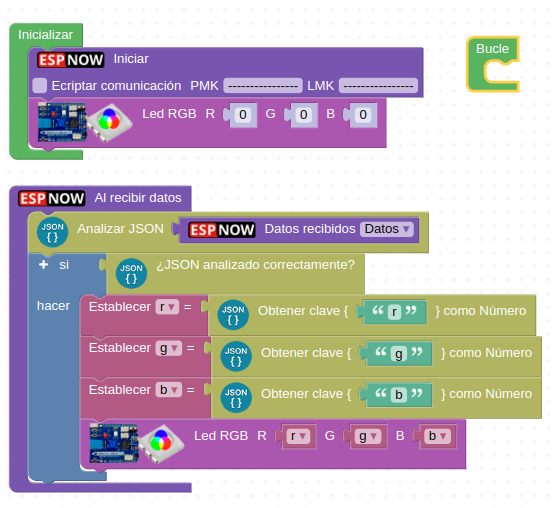 Inicializar
ESP NOW Iniciar
Ecriptar comunicación PMK --------------- LMK ---------------
Led RGB R 0 G 0 B 0
Bucle
ESP NOW Al recibir datos
JSON { } Analizar JSON ESP NOW Datos recibidos Datos
+ si JSON { } ¿JSON analizado correctamente?
hacer Establecer r = JSON { } Obtener clave { “ r ” } como Número
Establecer g = JSON { } Obtener clave { “ g ” } como Número
Establecer b = JSON { } Obtener clave { “ b ” } como Número
Led RGB R r G g B b